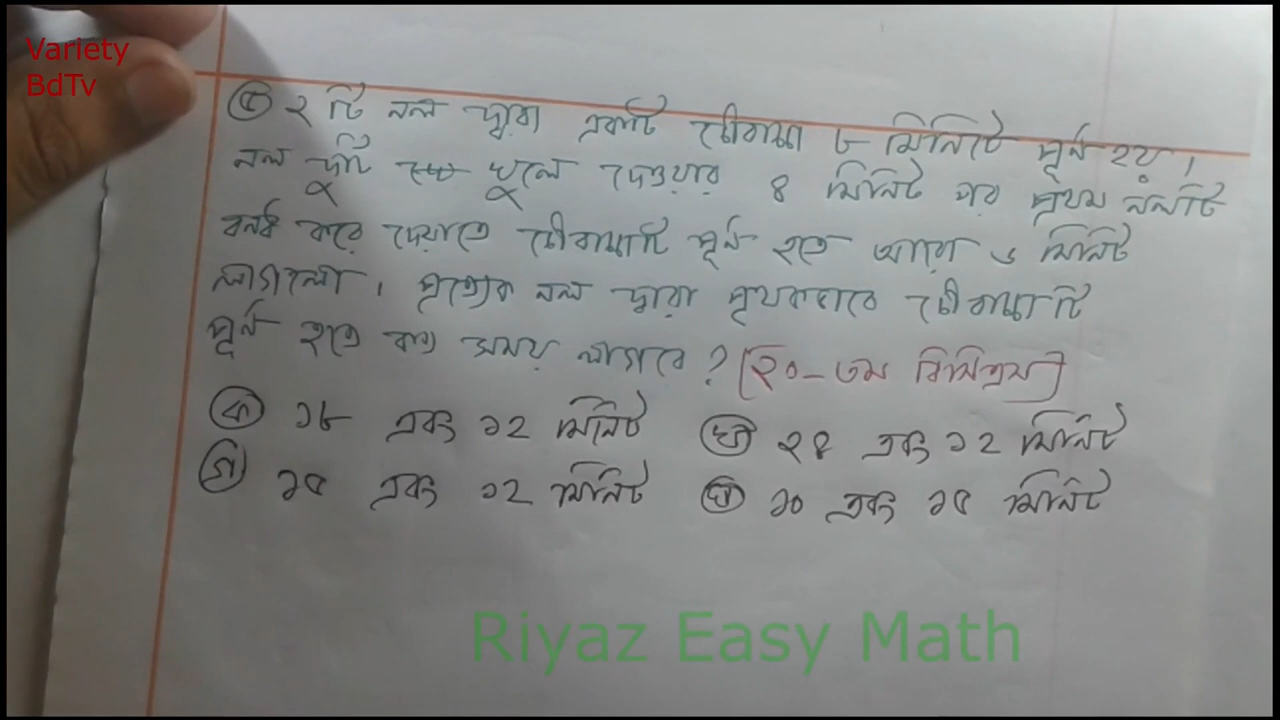 Variety
BdTv
৫ ২ টি নল দ্বারা একটি চৌবাচ্চা ৮ মিনিটে পূর্ন হয়।
নল দুটি খুলে দেওয়ার ৪ মিনিট পর প্রথম নলটি
বন্ধ করে দেয়াতে চৌবাচ্চাটি পূর্ন হতে আরো ৬ মিনিট
লাগলো। প্রত্যেক নল দ্বারা পৃথকভাবে চৌবাচ্চাটি
পূর্ন হতে কত সময় লাগবে? [২০-তম বিসিএস]
ক ১৮ এবং ১২ মিনিট খ ২৪ এবং ১২ মিনিট
গ ১৫ এবং ১২ মিনিট ঘ ১০ এবং ১৫ মিনিট
Riyaz Easy Math